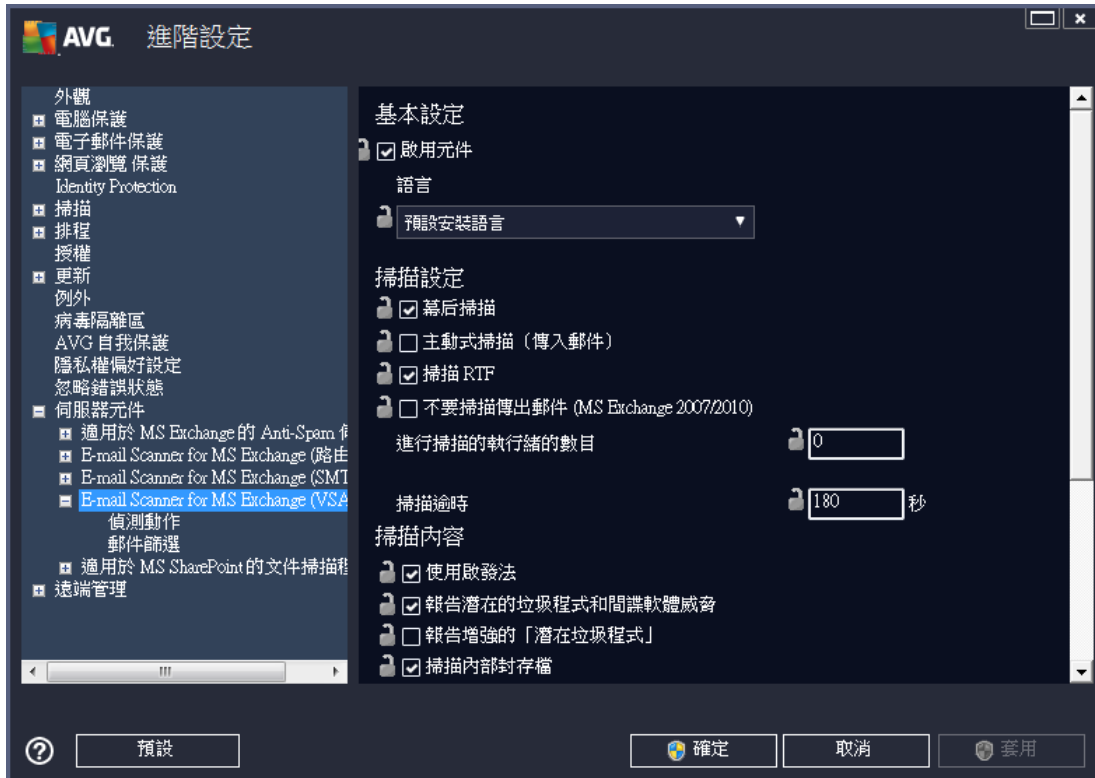 AVG. 進階設定
外觀
電腦保護
電子郵件保護
網頁瀏覽 保護
Identity Protection
掃描
排程
授權
更新
例外
病毒隔離區
AVG 自我保護
隱私權偏好設定
忽略錯誤狀態
伺服器元件
適用於 MS Exchange 的 Anti-Spam 伺
E-mail Scanner for MS Exchange (路由
E-mail Scanner for MS Exchange (SMT
E-mail Scanner for MS Exchange (VSA
偵測動作
郵件篩選
適用於 MS SharePoint 的文件掃描程
遠端管理
基本設定
啟用元件
語言
預設安裝語言
掃描設定
幕后掃描
主動式掃描（傳入郵件）
掃描 RTF
不要掃描傳出郵件 (MS Exchange 2007/2010)
進行掃描的執行緒的數目 0
掃描逾時 180 秒
掃描內容
使用啟發法
報告潛在的垃圾程式和間諜軟體威脅
報告增強的「潛在垃圾程式」
掃描內部封存檔
預設 確定 取消 套用